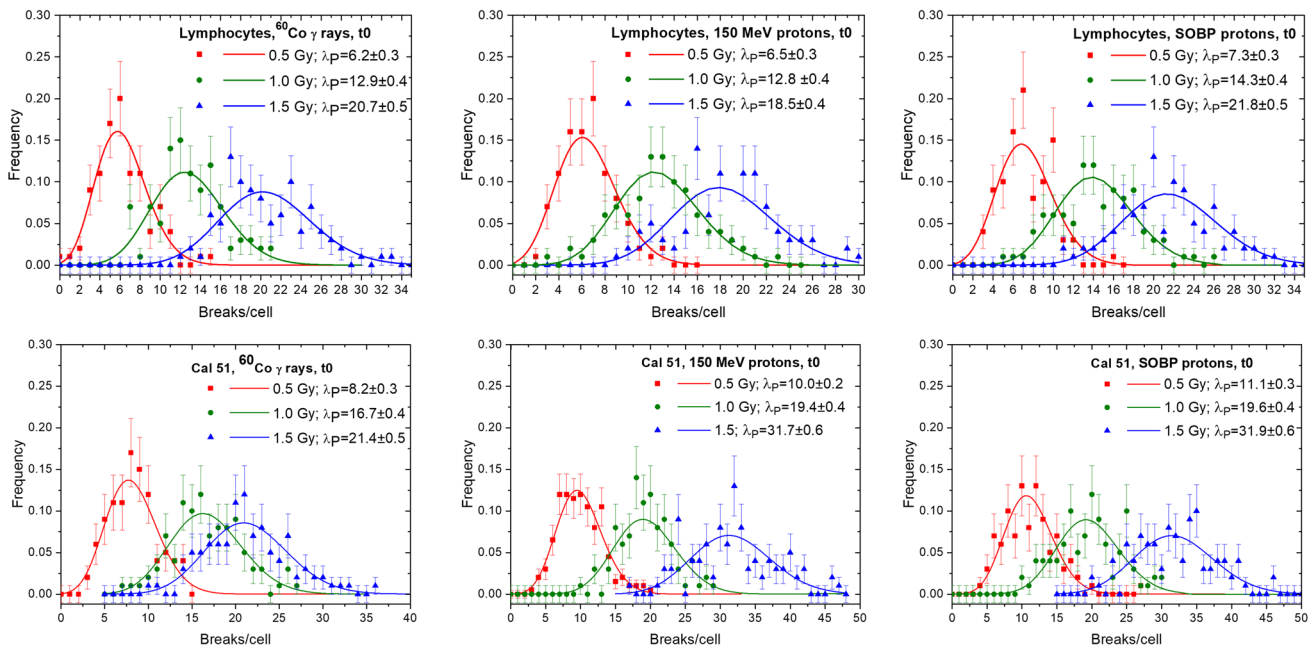 Lymphocytes, ⁶⁰Co γ rays, t0
0.5 Gy; λP=6.2±0.3
1.0 Gy; λP=12.9±0.4
1.5 Gy; λP=20.7±0.5
Frequency
0.30
0.25
0.20
0.15
0.10
0.05
0.00
0 2 4 6 8 10 12 14 16 18 20 22 24 26 28 30 32 34
Breaks/cell
Lymphocytes, 150 MeV protons, t0
0.5 Gy; λP=6.5±0.3
1.0 Gy; λP=12.8 ±0.4
1.5 Gy; λP=18.5±0.4
Frequency
0.30
0.25
0.20
0.15
0.10
0.05
0.00
0 2 4 6 8 10 12 14 16 18 20 22 24 26 28 30
Breaks/cell
Lymphocytes, SOBP protons, t0
0.5 Gy; λP=7.3±0.3
1.0 Gy; λP=14.3±0.4
1.5 Gy; λP=21.8±0.5
Frequency
0.30
0.25
0.20
0.15
0.10
0.05
0.00
0 2 4 6 8 10 12 14 16 18 20 22 24 26 28 30 32 34
Breaks/cell
Cal 51, ⁶⁰Co γ rays, t0
0.5 Gy; λP=8.2±0.3
1.0 Gy; λP=16.7±0.4
1.5 Gy; λP=21.4±0.5
Frequency
0.30
0.25
0.20
0.15
0.10
0.05
0.00
0 5 10 15 20 25 30 35 40
Breaks/cell
Cal 51, 150 MeV protons, t0
0.5 Gy; λP=10.0±0.2
1.0 Gy; λP=19.4±0.4
1.5; λP=31.7±0.6
Frequency
0.30
0.25
0.20
0.15
0.10
0.05
0.00
0 5 10 15 20 25 30 35 40 45 50
Breaks/cell
Cal 51, SOBP protons, t0
0.5 Gy; λP=11.1±0.3
1.0 Gy; λP=19.6±0.4
1.5 Gy; λP=31.9±0.6
Frequency
0.30
0.25
0.20
0.15
0.10
0.05
0.00
0 5 10 15 20 25 30 35 40 45 50
Breaks/cell